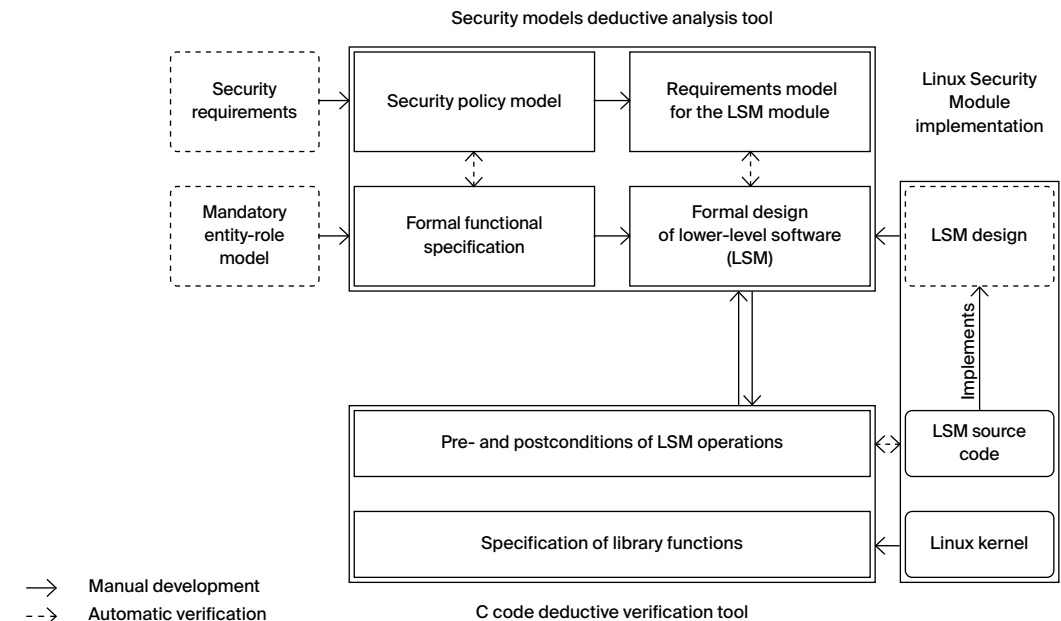 Security models deductive analysis tool
Security
requirements
Security policy model
Requirements model
for the LSM module
Linux Security
Module
implementation
Mandatory
entity-role
model
Formal functional
specification
Formal design
of lower-level software
(LSM)
LSM design
Implements
Pre- and postconditions of LSM operations
LSM source
code
Specification of library functions
Linux kernel
Manual development
Automatic verification
C code deductive verification tool